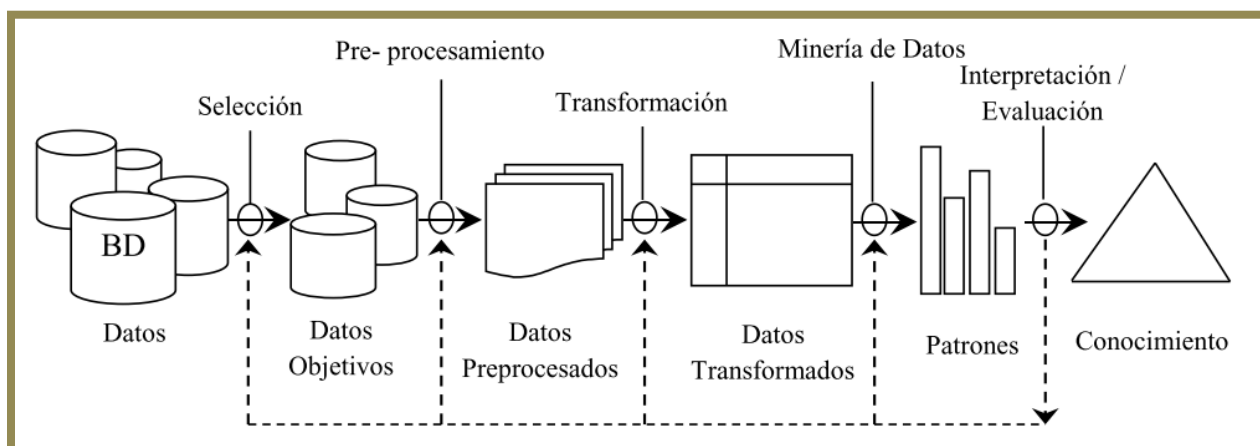 Pre- procesamiento
Minería de Datos
Interpretación /
Evaluación
Selección
Transformación
BD
Datos
Datos
Objetivos
Datos
Preprocesados
Datos
Transformados
Patrones
Conocimiento